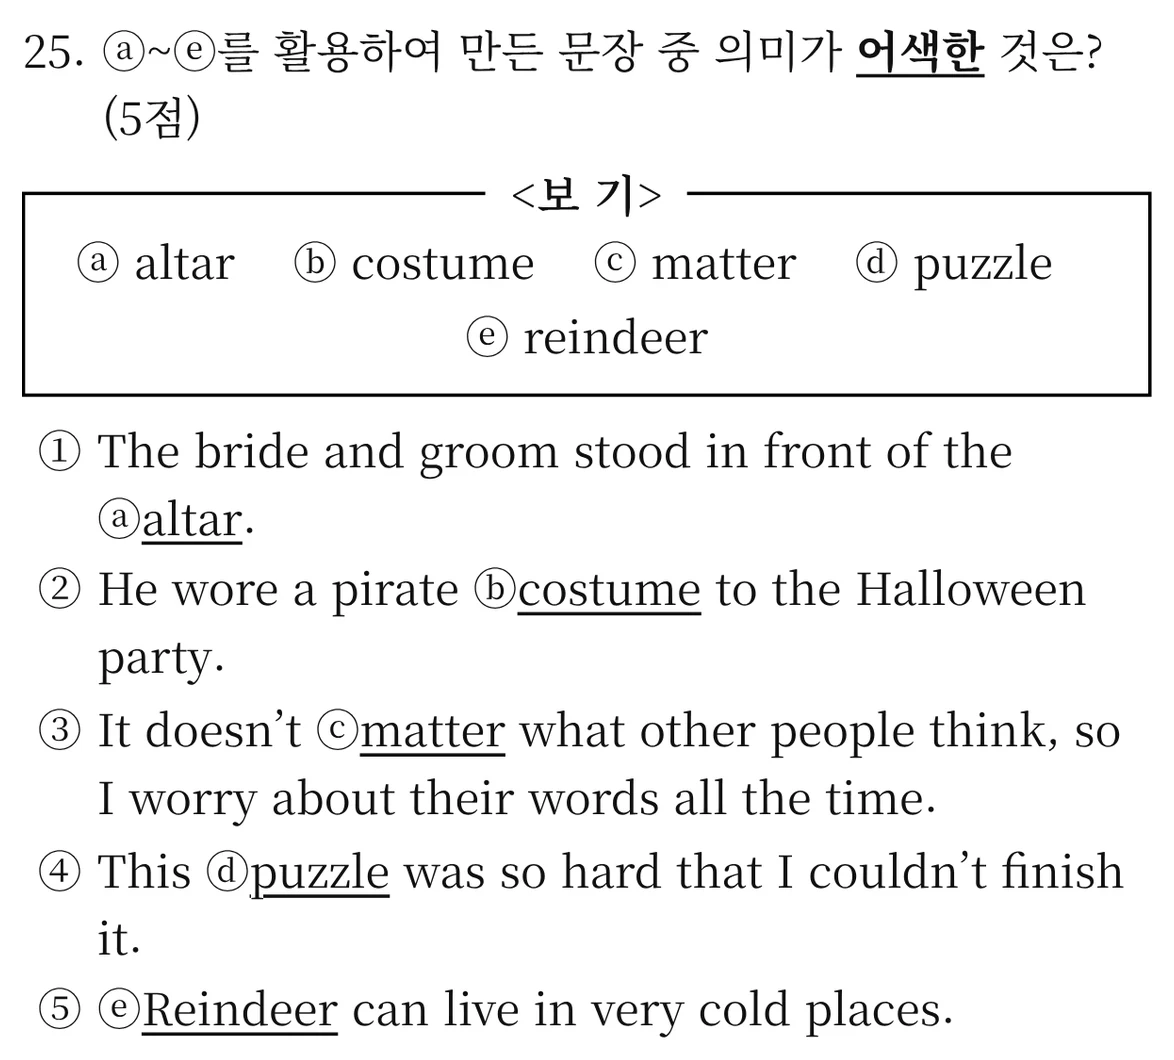 25. ⓐ~ⓔ를 활용하여 만든 문장 중 의미가 어색한 것은?
(5점)
<보 기>
ⓐ altar ⓑ costume ⓒ matter ⓓ puzzle
ⓔ reindeer
① The bride and groom stood in front of the
ⓐaltar.
② He wore a pirate ⓑcostume to the Halloween
party.
③ It doesn’t ⓒmatter what other people think, so
I worry about their words all the time.
④ This ⓓpuzzle was so hard that I couldn’t finish
it.
⑤ ⓔReindeer can live in very cold places.